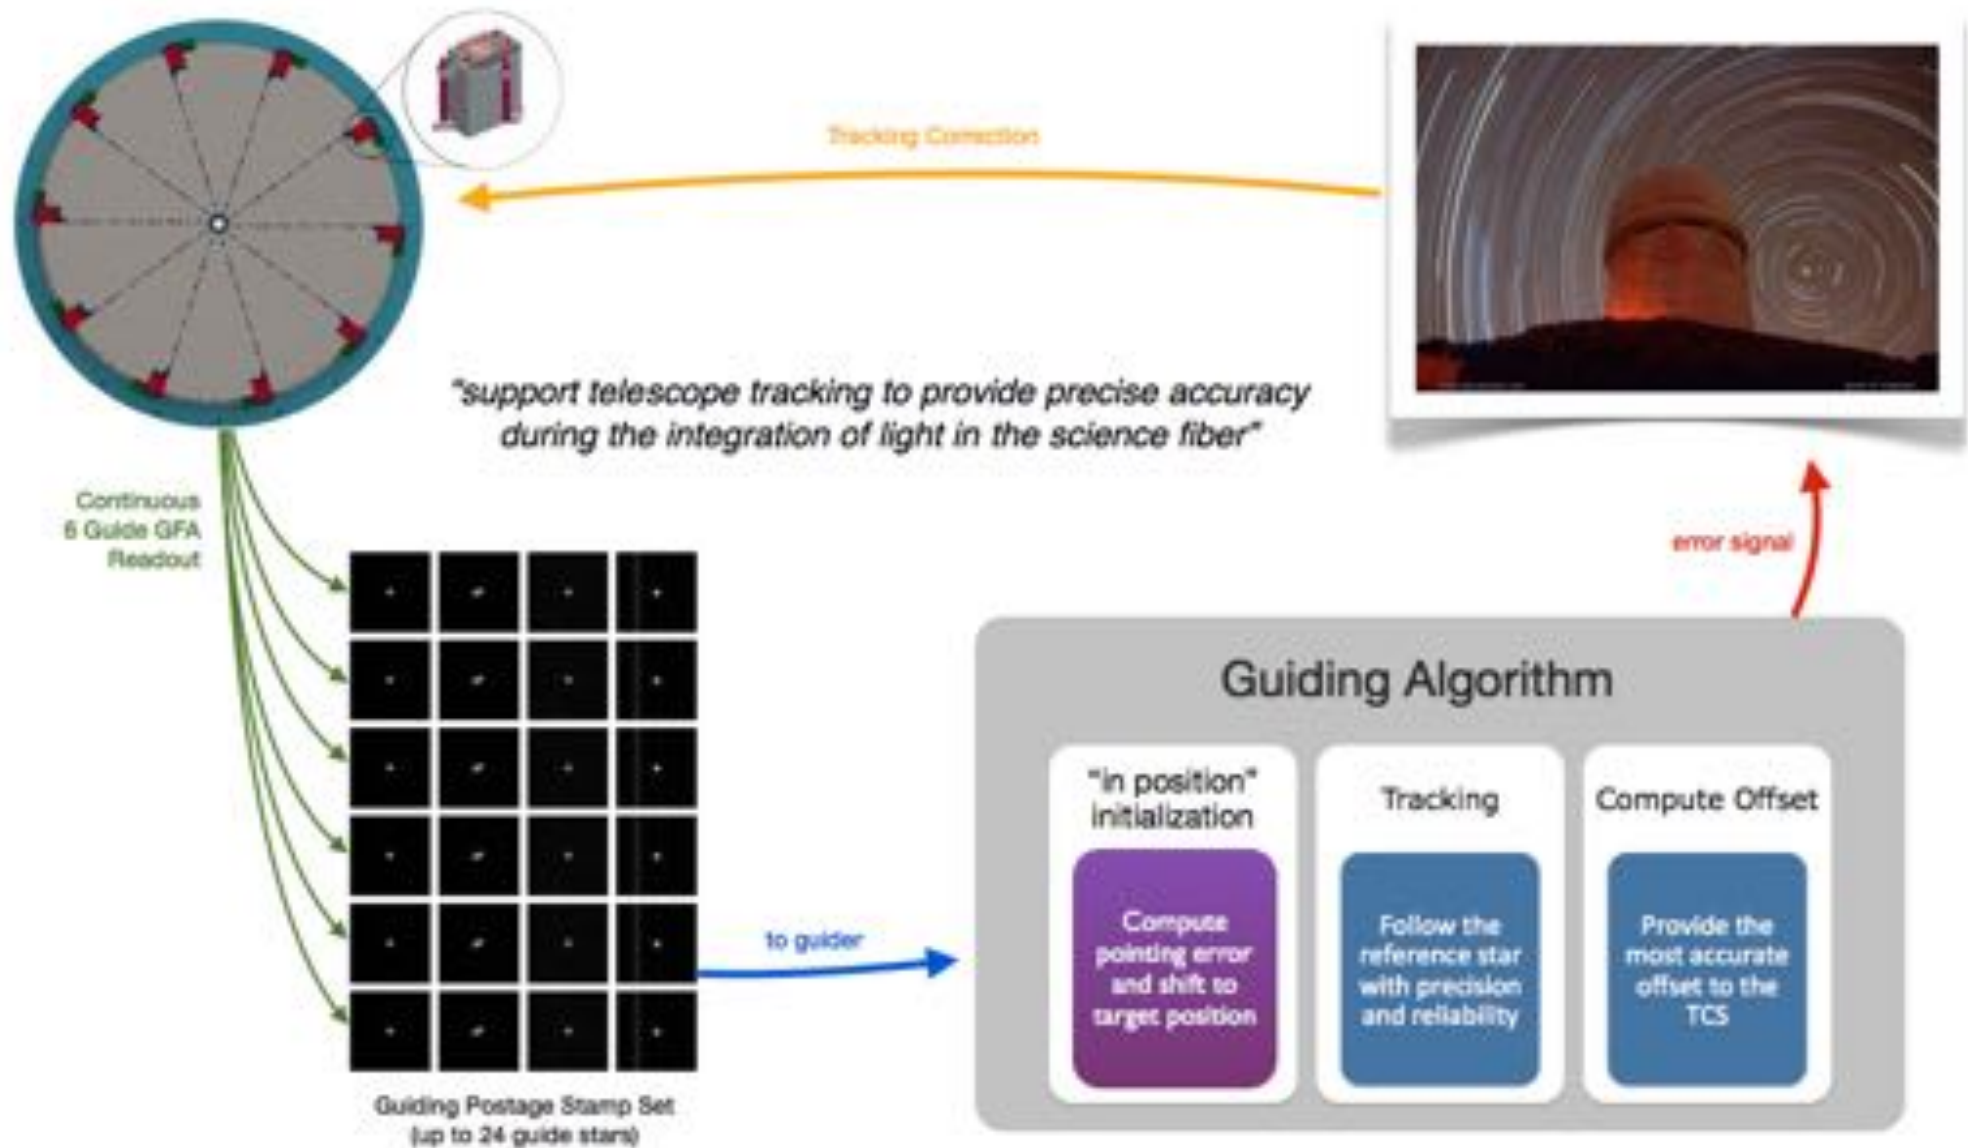 Tracking Correction
"support telescope tracking to provide precise accuracy
during the integration of light in the science fiber"
Continuous
6 Guide GFA
Readout
error signal
Guiding Algorithm
"in position"
initialization
Tracking
Compute Offset
Compute
pointing error
and shift to
target position
Follow the
reference star
with precision
and reliability
Provide the
most accurate
offset to the
TCS
to guider
Guiding Postage Stamp Set
(up to 24 guide stars)